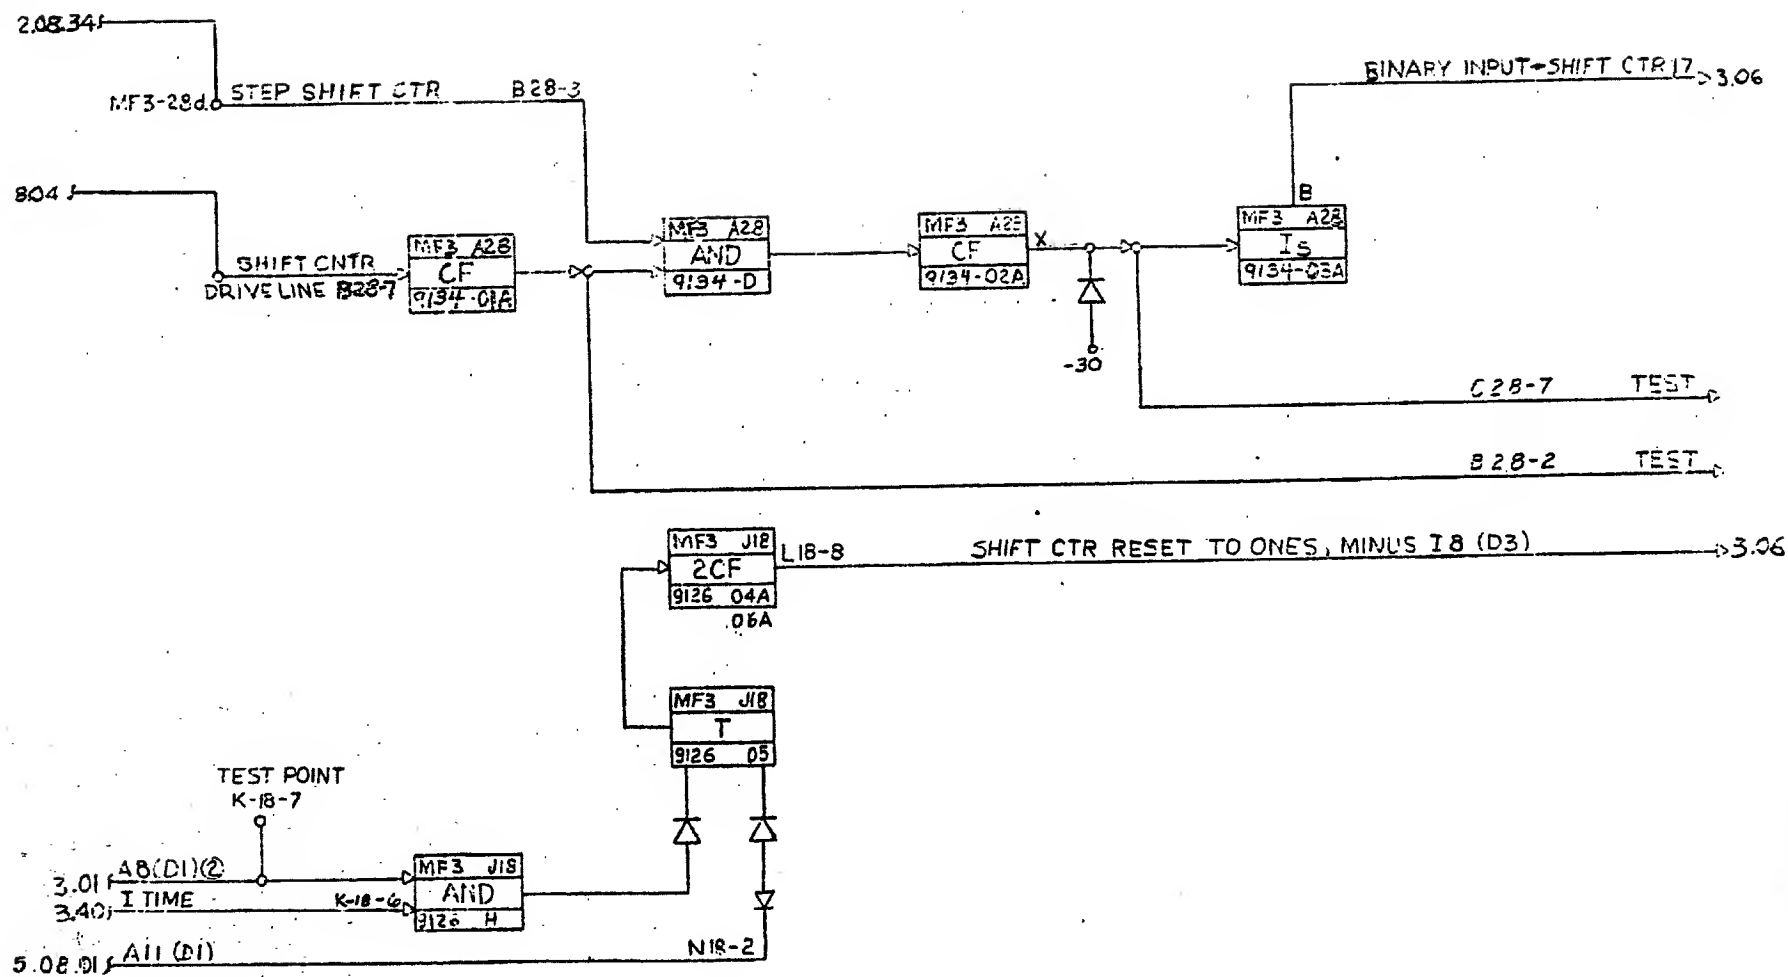 2.08.34
MF3-28d
STEP SHIFT CTR B28-3
BINARY INPUT-SHIFT CTR 17
3.06
8.04
SHIFT CNTR
DRIVE LINE B28-7
MF3 A28
CF
9134-01A
MF3 A28
AND
9134-D
MF3 A28
CF
9134-02A
X
-30
B
MF3 A28
Is
9134-03A
C28-7 TEST
B28-2 TEST
MF3 J18
2CF
9126 04A
06A
L18-8
SHIFT CTR RESET TO ONES, MINUS I8 (D3)
3.06
MF3 J18
T
9126 05
TEST POINT
K-18-7
3.01 A8(D1)(2)
3.40 I TIME K-18-6
MF3 J18
AND
9126 H
5.08.01 A11 (D1) N18-2